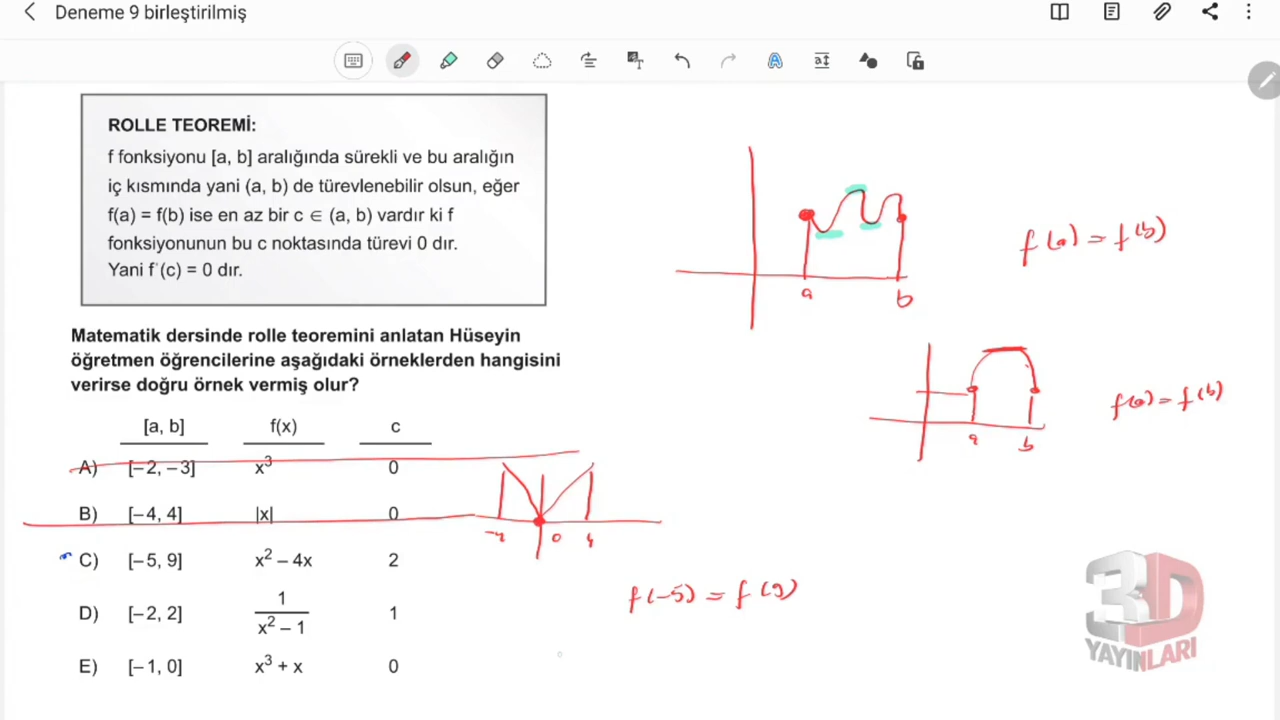 Deneme 9 birleştirilmiş
ROLLE TEOREMİ:
f fonksiyonu [a, b] aralığında sürekli ve bu aralığın
iç kısmında yani (a, b) de türevlenebilir olsun, eğer
f(a) = f(b) ise en az bir c ∈ (a, b) vardır ki f
fonksiyonunun bu c noktasında türevi 0 dır.
Yani f'(c) = 0 dır.
Matematik dersinde rolle teoremini anlatan Hüseyin
öğretmen öğrencilerine aşağıdaki örneklerden hangisini
verirse doğru örnek vermiş olur?
[a, b] f(x) c
A) [–2, –3] x³ 0
B) [–4, 4] |x| 0
C) [–5, 9] x² – 4x 2
D) [–2, 2] 1/(x² – 1) 1
E) [–1, 0] x³ + x 0
f(a) = f(b)
a b
f(a) = f(b)
a b
-4 0 4
f(-5) = f(9)
3D
YAYINLARI